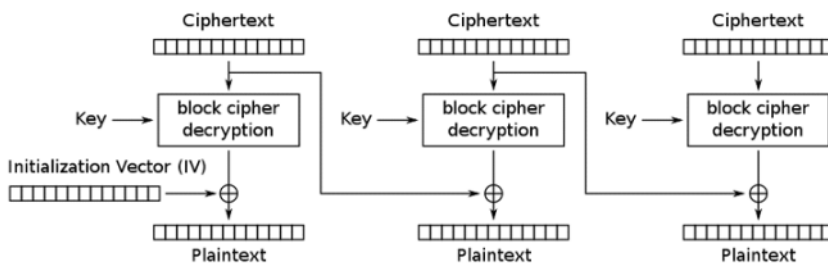 Ciphertext
Ciphertext
Ciphertext
Key
block cipher
decryption
Key
block cipher
decryption
Key
block cipher
decryption
Initialization Vector (IV)
Plaintext
Plaintext
Plaintext